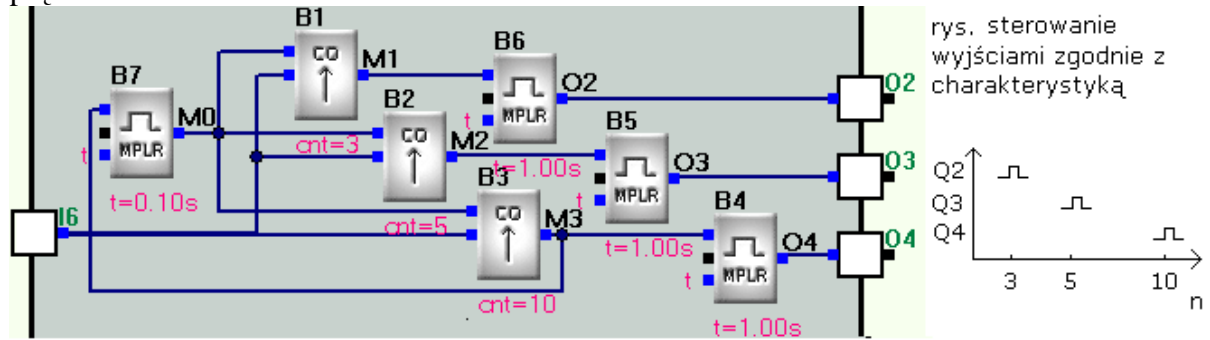 B1
CO
M1
B7
MPLR
M0
t
t=0.10s
cnt=3
B2
CO
M2
B6
MPLR
O2
t
t=1.00s
B5
MPLR
O3
t
t=1.00s
B3
CO
M3
cnt=5
cnt=10
B4
MPLR
O4
t
t=1.00s
I6
O2
O3
O4
rys. sterowanie
wyjściami zgodnie z
charakterystyką
Q2
Q3
Q4
3 5 10
n